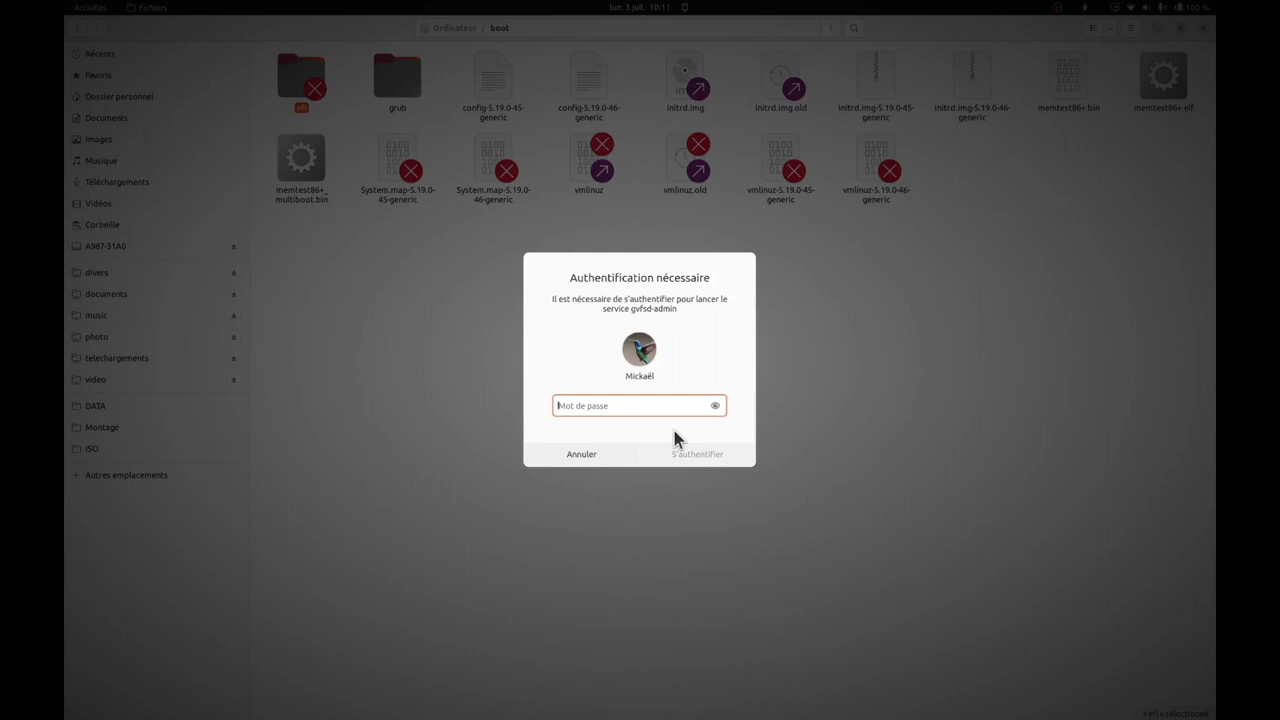 Activités Fichiers lun. 3 juil. 10:11 100 %
Ordinateur / boot
Récents
Favoris
Dossier personnel
Documents
Images
Musique
Téléchargements
Vidéos
Corbeille
A987-31A0
divers
documents
music
photo
telechargements
video
DATA
Montage
ISO
+ Autres emplacements
efi
grub
config-5.19.0-45-
generic
config-5.19.0-46-
generic
initrd.img
initrd.img.old
initrd.img-5.19.0-45-
generic
initrd.img-5.19.0-46-
generic
memtest86+.bin
memtest86+.elf
memtest86+_
multiboot.bin
System.map-5.19.0-
45-generic
System.map-5.19.0-
46-generic
vmlinuz
vmlinuz.old
vmlinuz-5.19.0-45-
generic
vmlinuz-5.19.0-46-
generic
Authentification nécessaire
Il est nécessaire de s'authentifier pour lancer le
service gvfsd-admin
Mickaël
Mot de passe
Annuler S'authentifier
« efi » sélectionné